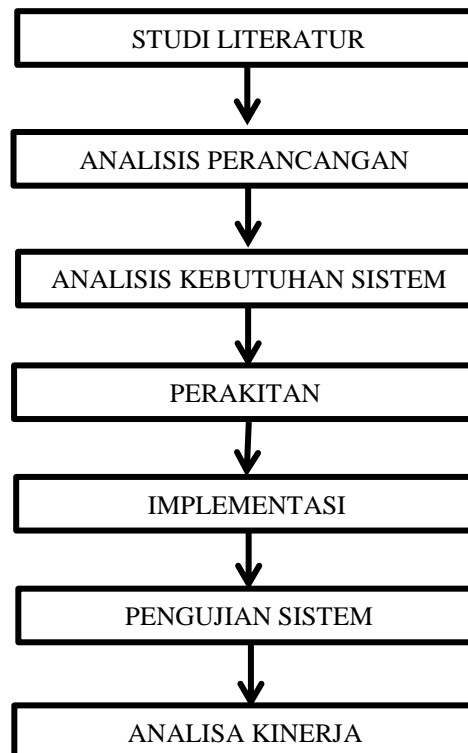 STUDI LITERATUR
ANALISIS PERANCANGAN
ANALISIS KEBUTUHAN SISTEM
PERAKITAN
IMPLEMENTASI
PENGUJIAN SISTEM
ANALISA KINERJA